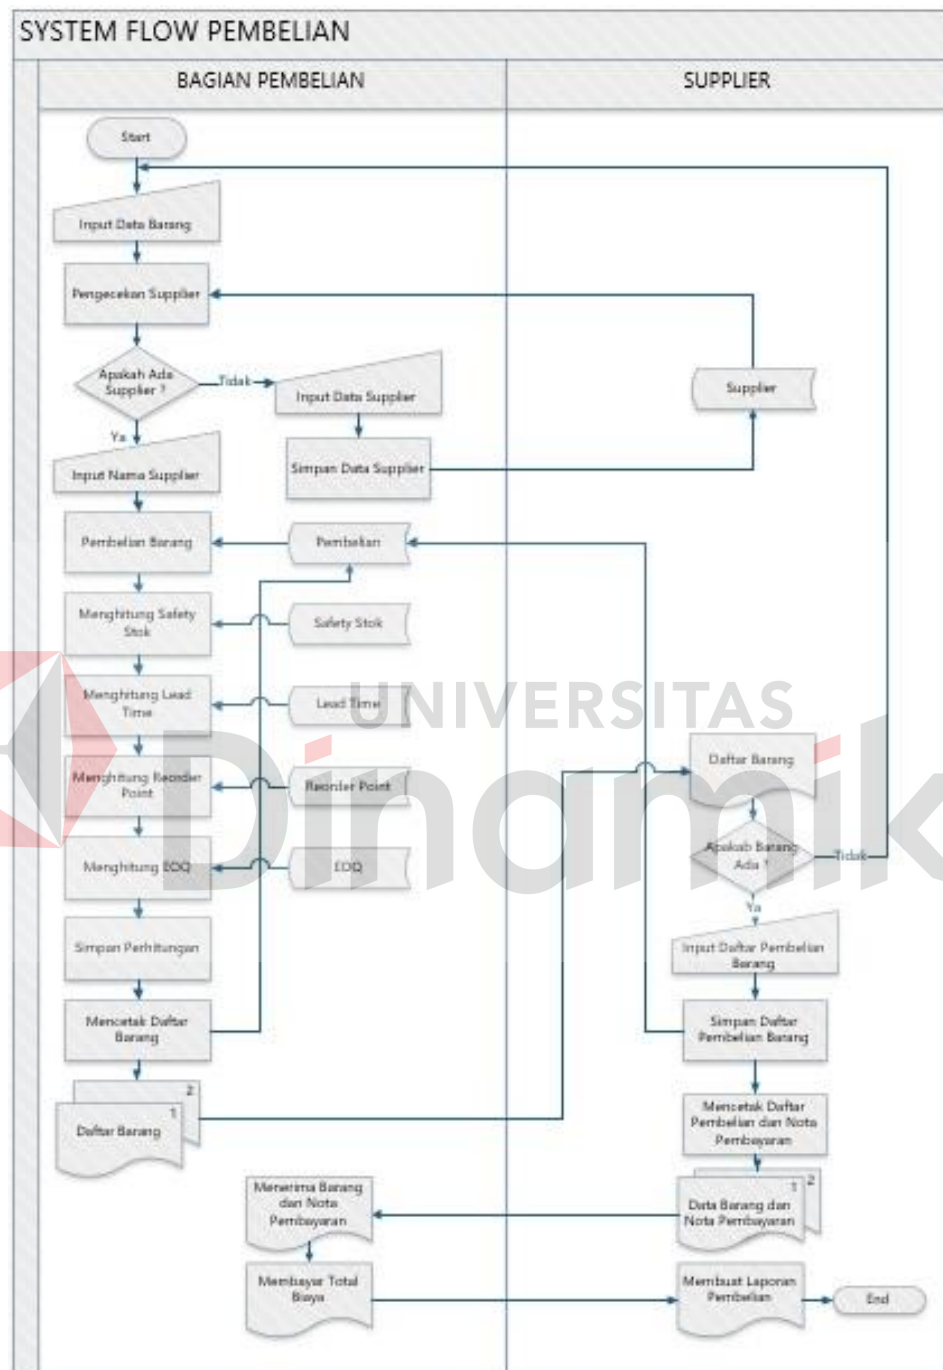 SYSTEM FLOW PEMBELIAN
BAGIAN PEMBELIAN
SUPPLIER
Start
Input Data Barang
Pengecekan Supplier
Apakah Ada
Supplier ?
Tidak
Input Data Supplier
Supplier
Ya
Input Nama Supplier
Simpan Data Supplier
Pembelian Barang
Pembelian
Menghitung Safety
Stok
Safety Stok
Menghitung Lead
Time
Lead Time
UNIVERSITAS
Dinamika
Menghitung Reorder
Point
Reorder Point
Menghitung EOQ
EOQ
Simpan Perhitungan
Mencetak Daftar
Barang
2
1
Daftar Barang
Daftar Barang
Apakab Barang
Ada ?
Tidak
Ya
Input Daftar Pembelian
Barang
Simpan Daftar
Pembelian Barang
Mencetak Daftar
Pembelian dan Nota
Pembayaran
2
1
Data Barang dan
Nota Pembayaran
Menerima Barang
dan Nota
Pembayaran
Membayar Total
Biaya
Membuat Laporan
Pembelian
End